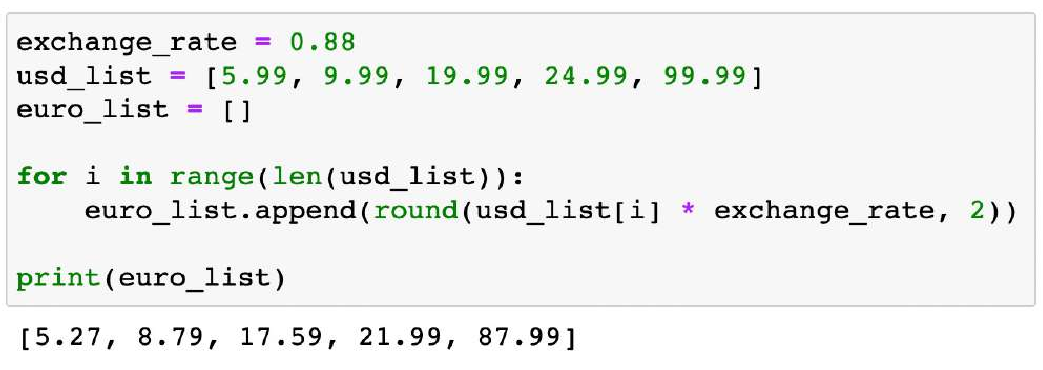 exchange_rate = 0.88
usd_list = [5.99, 9.99, 19.99, 24.99, 99.99]
euro_list = []
for i in range(len(usd_list)):
    euro_list.append(round(usd_list[i] * exchange_rate, 2))
print(euro_list)
[5.27, 8.79, 17.59, 21.99, 87.99]